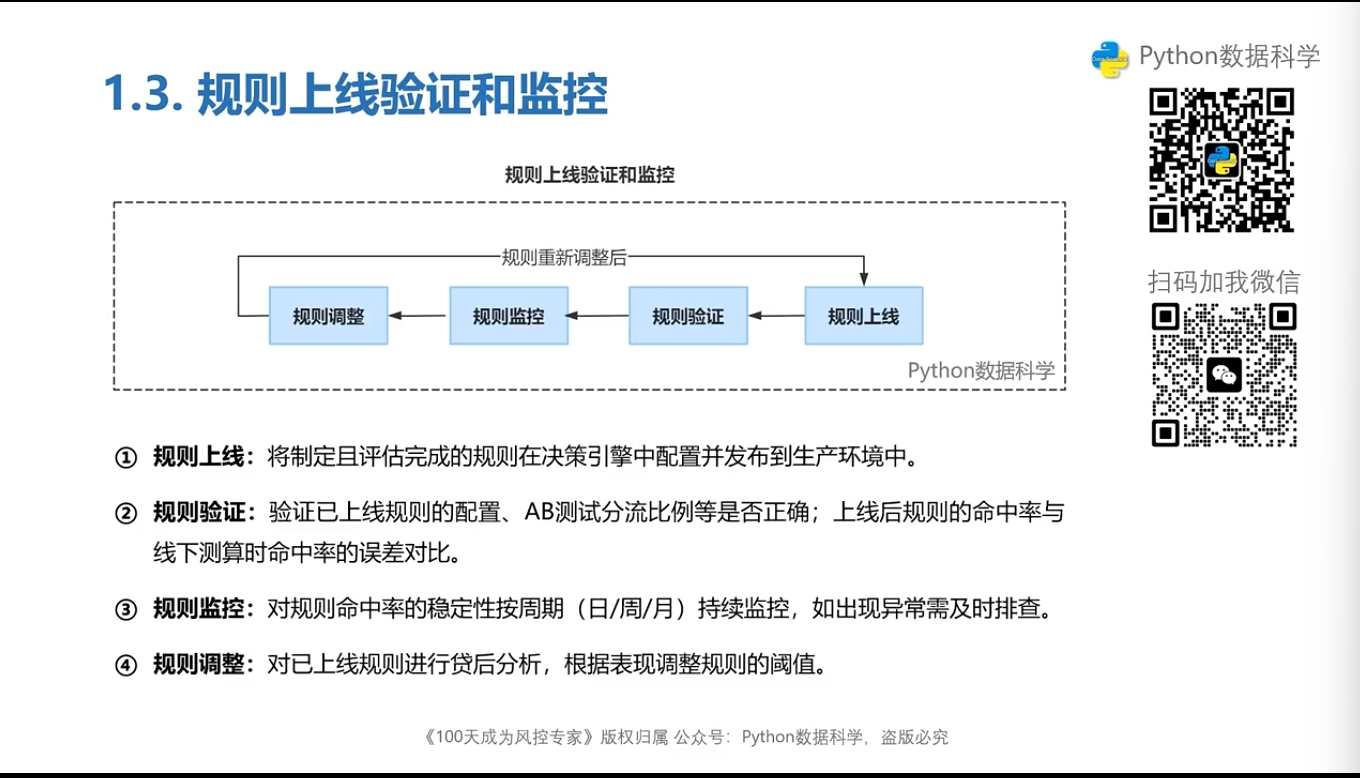 Python数据科学
1.3. 规则上线验证和监控
规则上线验证和监控
规则重新调整后
规则调整
规则监控
规则验证
规则上线
Python数据科学
扫码加我微信
① 规则上线：将制定且评估完成的规则在决策引擎中配置并发布到生产环境中。
② 规则验证：验证已上线规则的配置、AB测试分流比例等是否正确；上线后规则的命中率与
线下测算时命中率的误差对比。
③ 规则监控：对规则命中率的稳定性按周期（日/周/月）持续监控，如出现异常需及时排查。
④ 规则调整：对已上线规则进行贷后分析，根据表现调整规则的阈值。
《100天成为风控专家》版权归属 公众号：Python数据科学，盗版必究